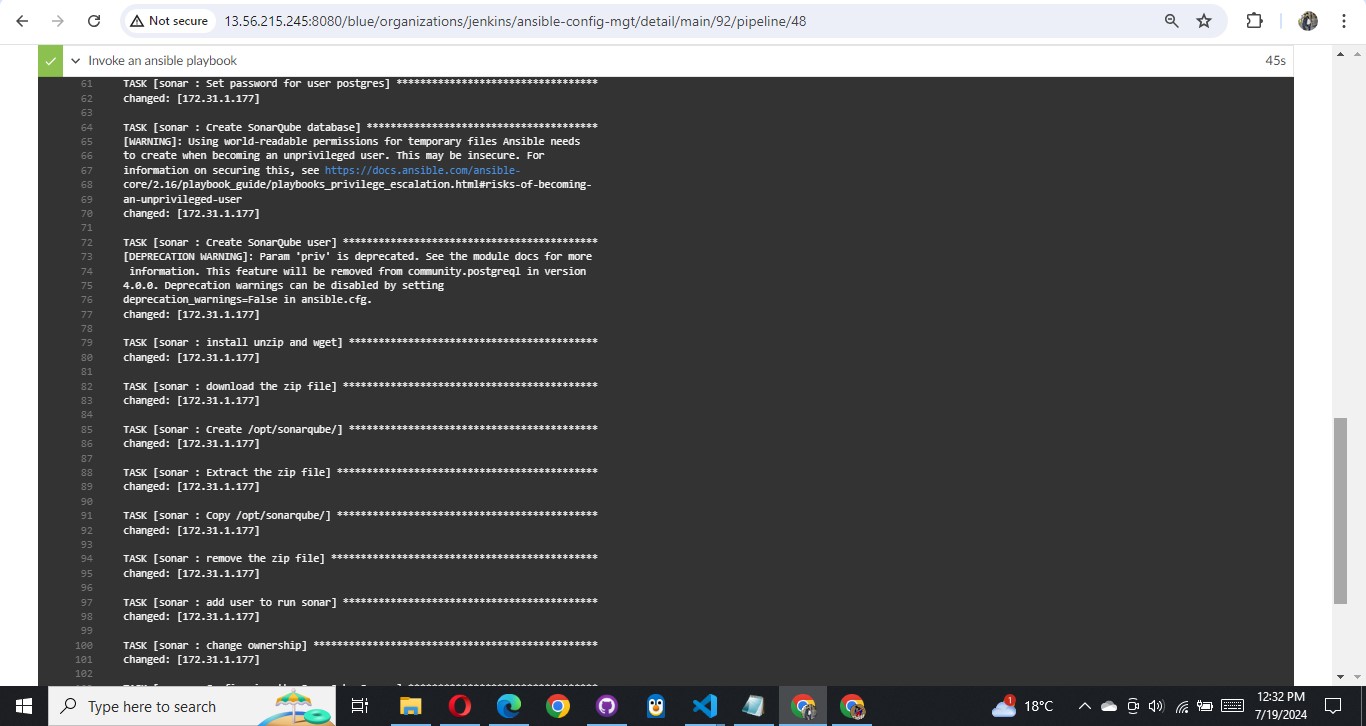 Not secure
13.56.215.245:8080/blue/organizations/jenkins/ansible-config-mgt/detail/main/92/pipeline/48
Invoke an ansible playbook 45s
61 TASK [sonar : Set password for user postgres] **********************************
62 changed: [172.31.1.177]
63
64 TASK [sonar : Create SonarQube database] ***************************************
65 [WARNING]: Using world-readable permissions for temporary files Ansible needs
66 to create when becoming an unprivileged user. This may be insecure. For
67 information on securing this, see https://docs.ansible.com/ansible-
68 core/2.16/playbook_guide/playbooks_privilege_escalation.html#risks-of-becoming-
69 an-unprivileged-user
70 changed: [172.31.1.177]
71
72 TASK [sonar : Create SonarQube user] *******************************************
73 [DEPRECATION WARNING]: Param 'priv' is deprecated. See the module docs for more
74 information. This feature will be removed from community.postgreql in version
75 4.0.0. Deprecation warnings can be disabled by setting
76 deprecation_warnings=False in ansible.cfg.
77 changed: [172.31.1.177]
78
79 TASK [sonar : install unzip and wget] ******************************************
80 changed: [172.31.1.177]
81
82 TASK [sonar : download the zip file] *******************************************
83 changed: [172.31.1.177]
84
85 TASK [sonar : Create /opt/sonarqube/] ******************************************
86 changed: [172.31.1.177]
87
88 TASK [sonar : Extract the zip file] ********************************************
89 changed: [172.31.1.177]
90
91 TASK [sonar : Copy /opt/sonarqube/] ********************************************
92 changed: [172.31.1.177]
93
94 TASK [sonar : remove the zip file] *********************************************
95 changed: [172.31.1.177]
96
97 TASK [sonar : add user to run sonar] *******************************************
98 changed: [172.31.1.177]
99
100 TASK [sonar : change ownership] ************************************************
101 changed: [172.31.1.177]
102
Type here to search
1
18°C
12:32 PM
7/19/2024